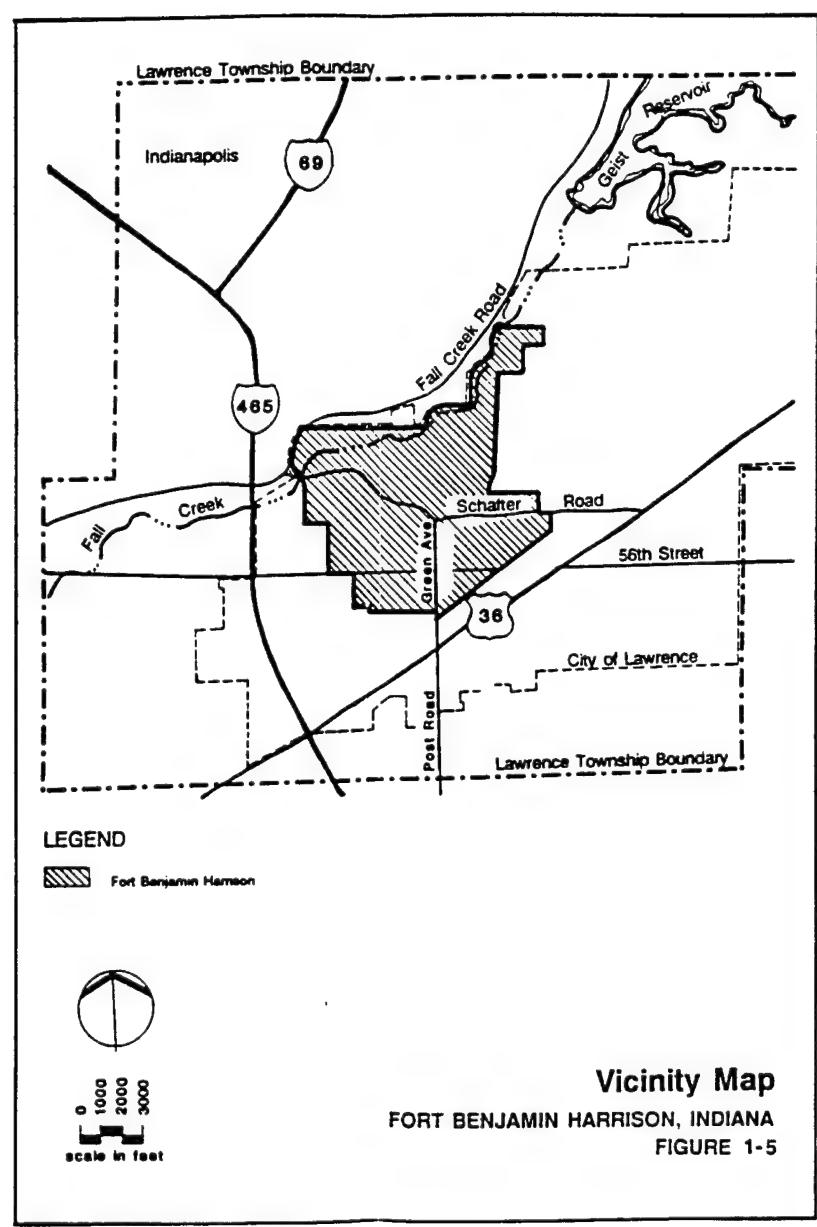 Lawrence Township Boundary
Reservoir
Geist
Indianapolis
69
Fall Creek Road
465
Fall Creek
Schafter Road
Green Ave
56th Street
36
City of Lawrence
Post Road
Lawrence Township Boundary
LEGEND
Fort Benjamin Harrison
0 1000 2000 3000
scale in feet
Vicinity Map
FORT BENJAMIN HARRISON, INDIANA
FIGURE 1-5